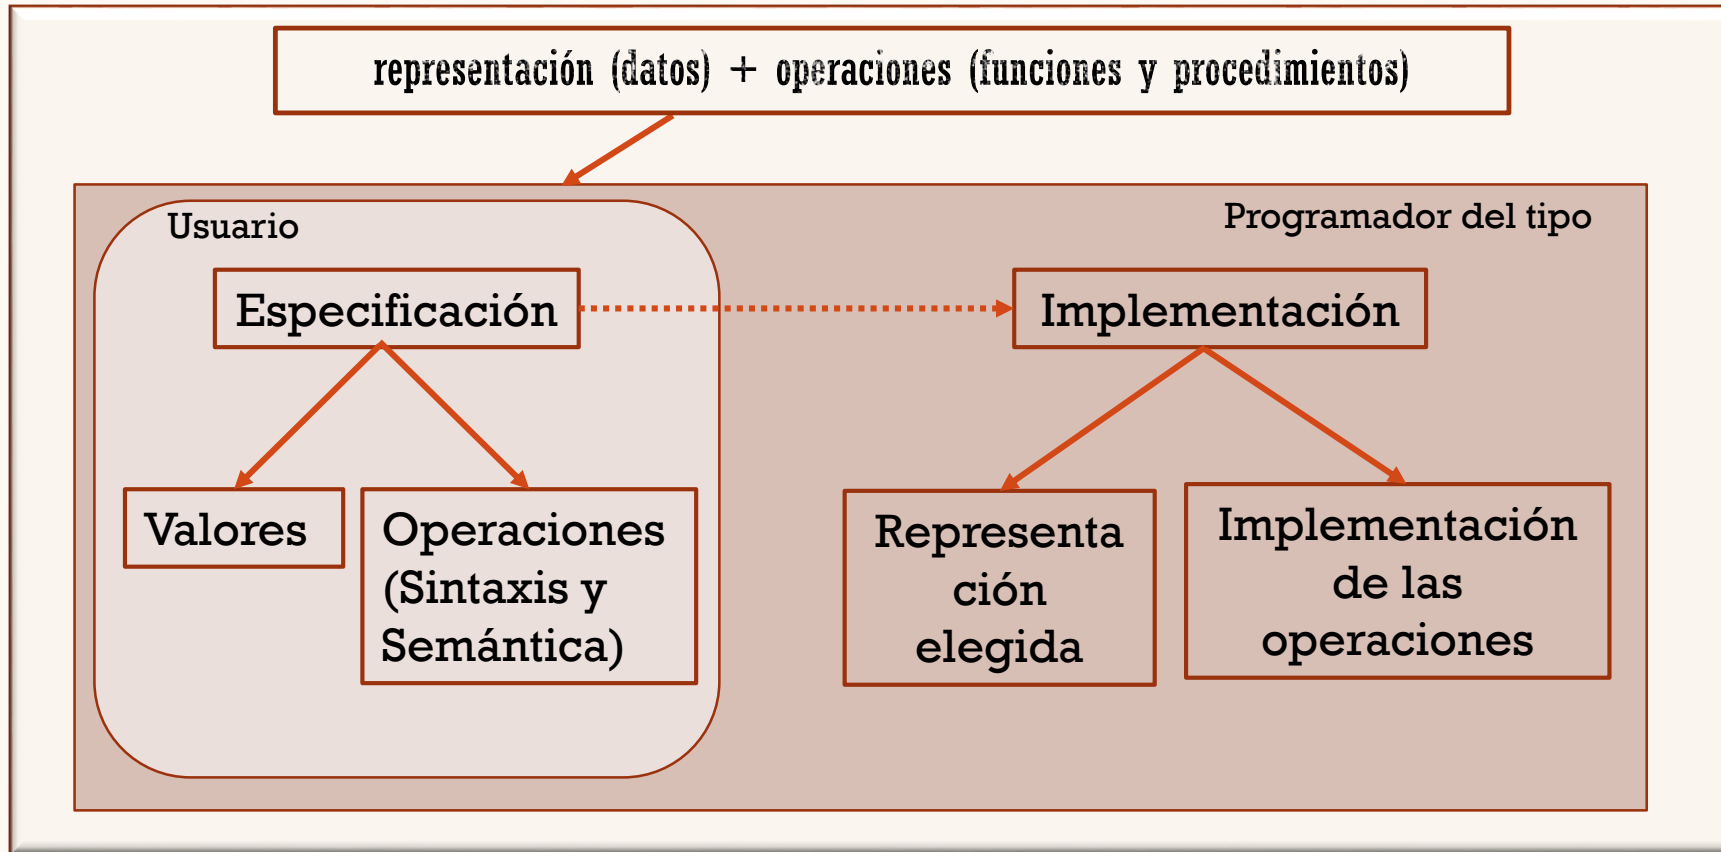 representación (datos) + operaciones (funciones y procedimientos)
Usuario
Programador del tipo
Especificación
Implementación
Valores
Operaciones
(Sintaxis y
Semántica)
Representa
ción
elegida
Implementación
de las
operaciones